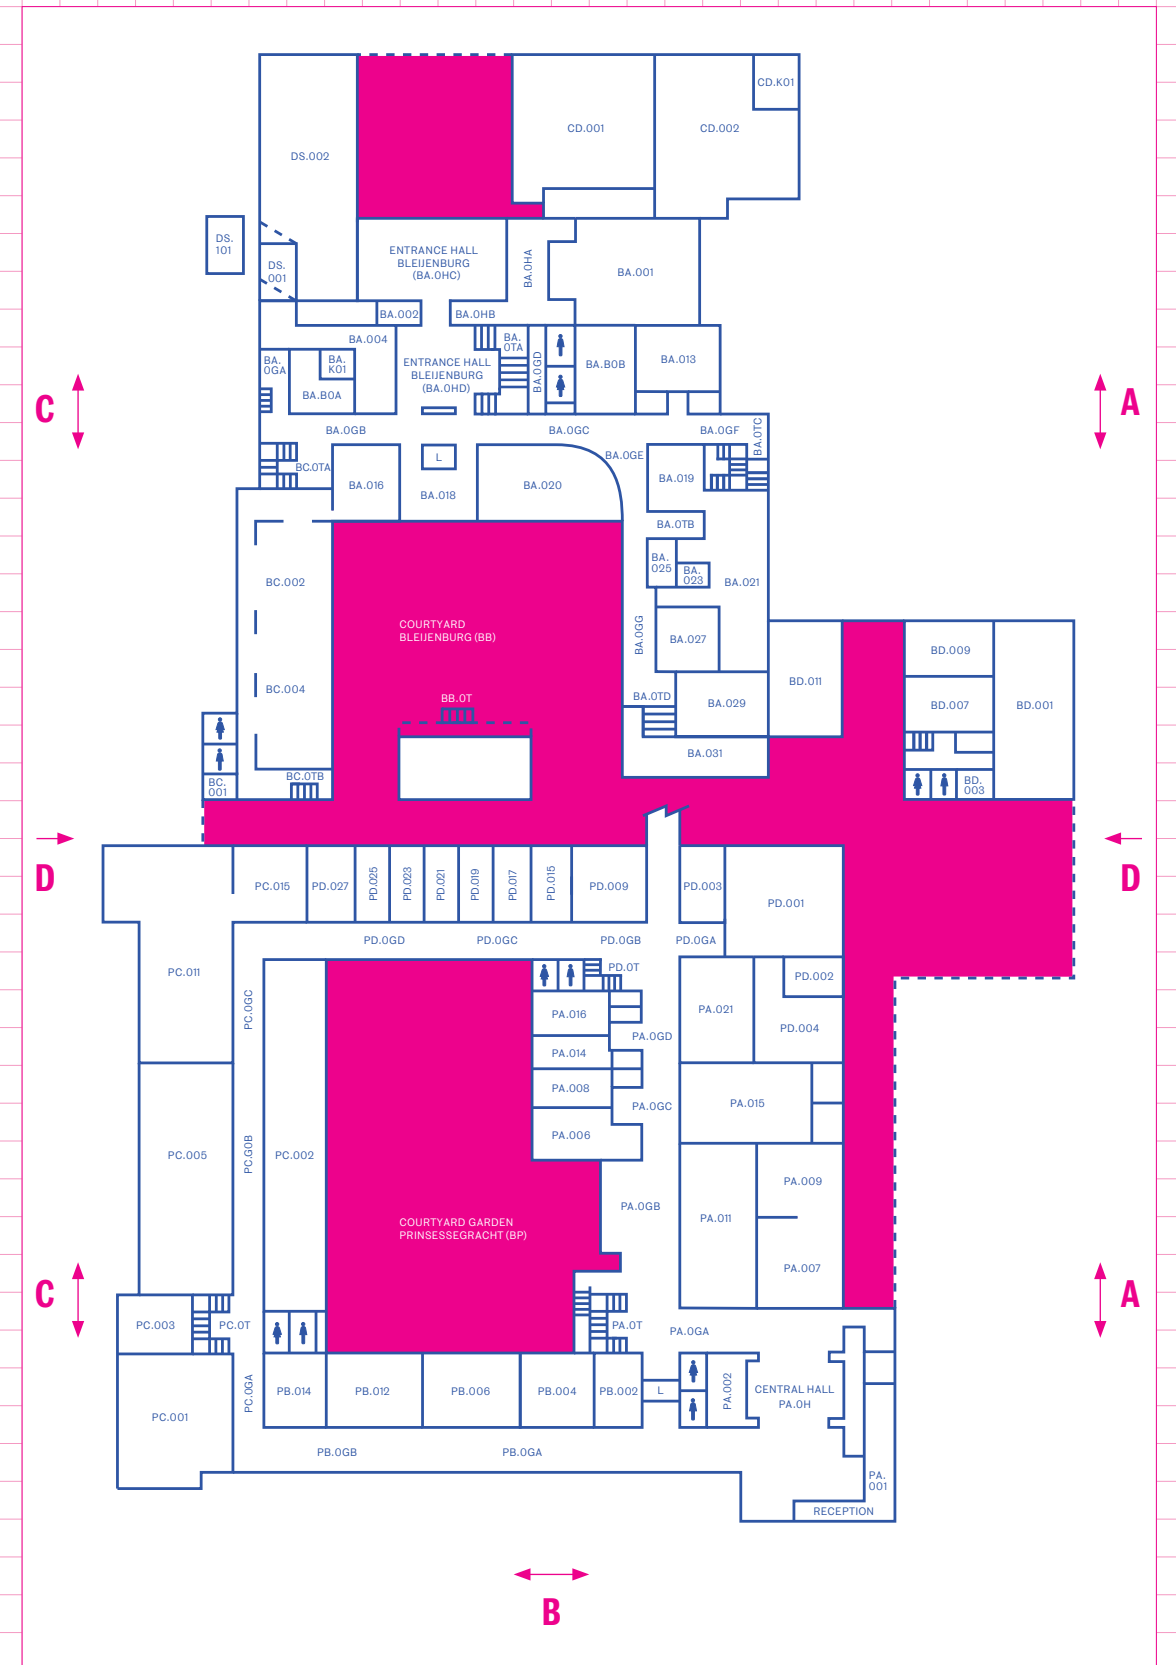 CD.K01
CD.001
CD.002
DS.002
DS.
101
DS.
001
ENTRANCE HALL
BLEIJENBURG
(BA.0HC)
BA.0HA
BA.001
BA.002
BA.0HB
BA.004
BA.
0TA
BA.0GD
BA.B0B
BA.013
BA.
0GA
BA.
K01
BA.B0A
ENTRANCE HALL
BLEIJENBURG
(BA.0HD)
C
A
BA.0GB
BA.0GC
BA.0GF
BA.0TC
BC.0TA
L
BA.0GE
BA.016
BA.018
BA.020
BA.019
BA.0TB
BA.
025
BA.
023
BA.021
BC.002
COURTYARD
BLEIJENBURG (BB)
BA.0GG
BA.027
BD.009
BC.004
BB.0T
BA.0TD
BA.029
BD.011
BD.007
BD.001
BA.031
BC.
001
BC.0TB
BD.
003
D
D
PC.015
PD.027
PD.025
PD.023
PD.021
PD.019
PD.017
PD.015
PD.009
PD.003
PD.001
PD.0GD
PD.0GC
PD.0GB
PD.0GA
PC.011
PC.0GC
PD.0T
PD.002
PA.016
PA.021
PD.004
PA.0GD
PA.014
PA.008
PA.0GC
PA.015
PA.006
PC.005
PC.G0B
PC.002
PA.009
PA.0GB
PA.011
COURTYARD GARDEN
PRINSESSEGRACHT (BP)
PA.007
C
A
PC.003
PC.0T
PA.0T
PA.0GA
PC.001
PC.0GA
PB.014
PB.012
PB.006
PB.004
PB.002
L
PA.002
CENTRAL HALL
PA.0H
PB.0GB
PB.0GA
PA.
001
RECEPTION
B